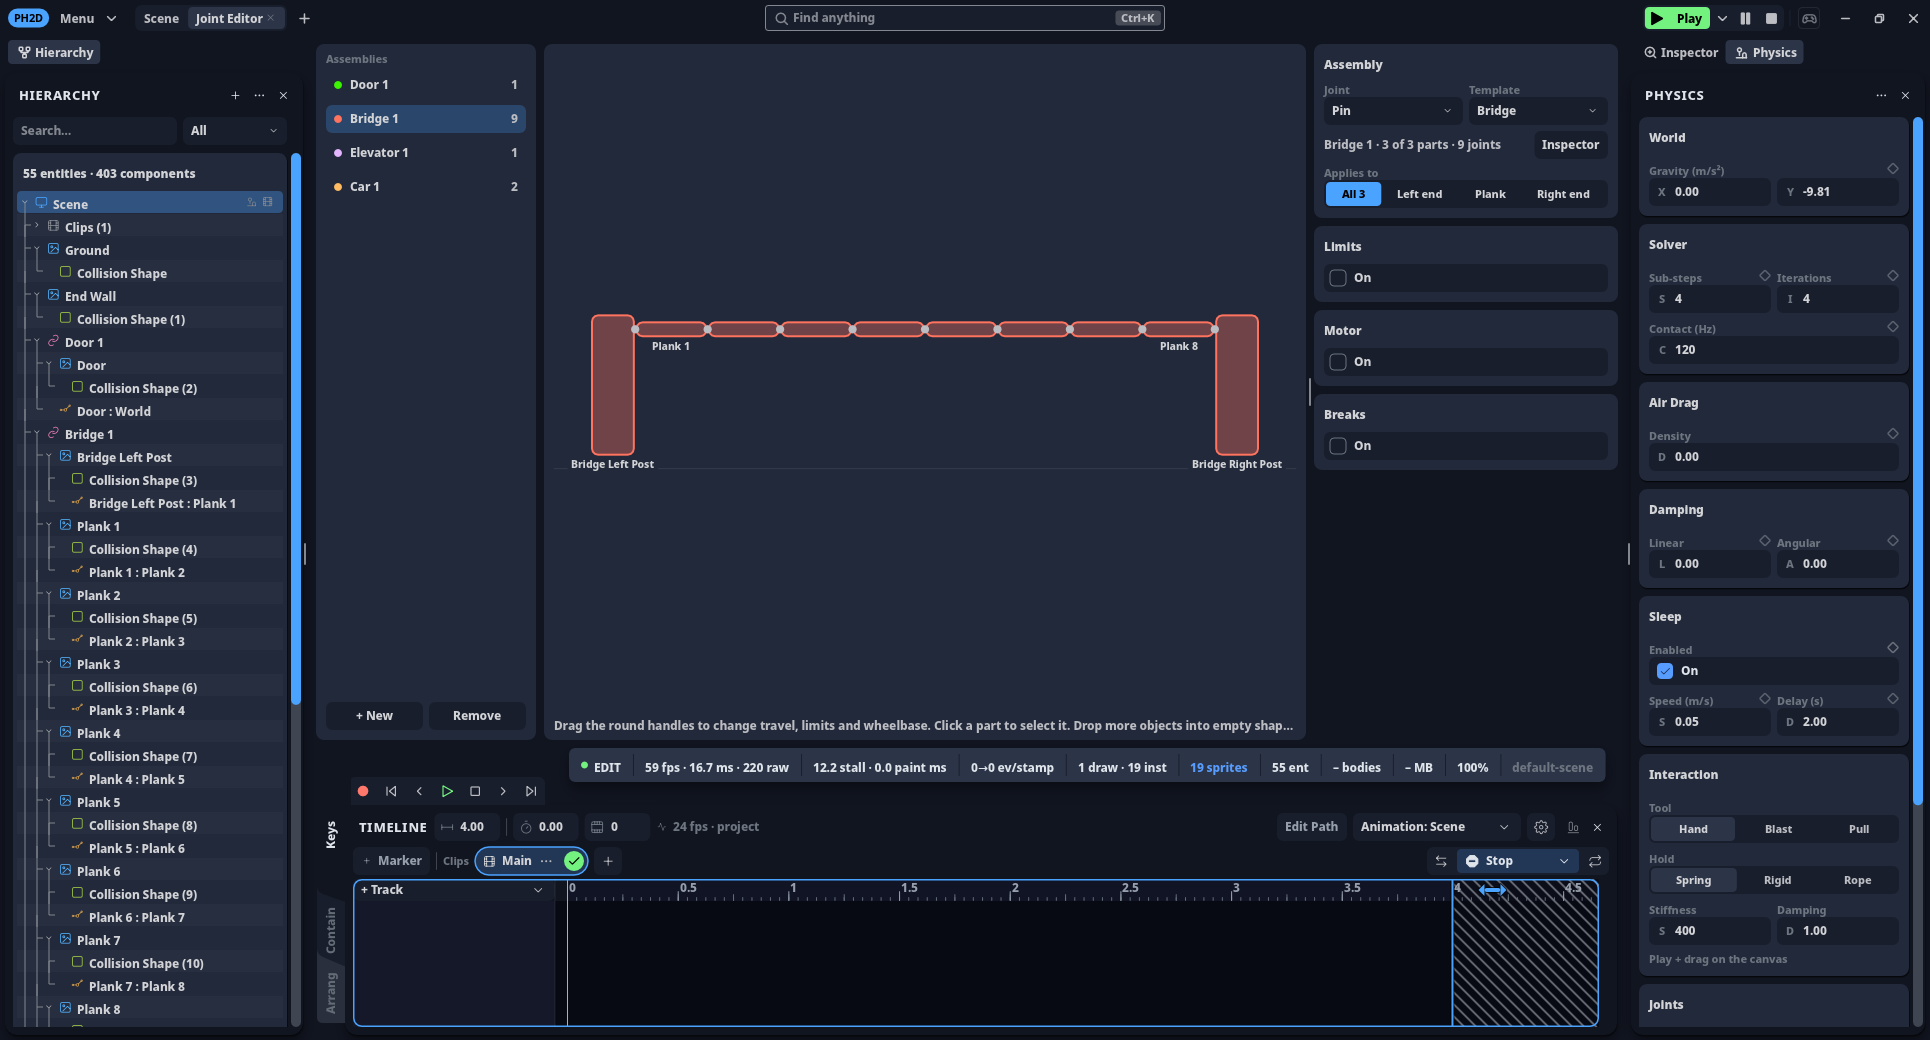 PH2D Menu Scene Joint Editor × + Find anything Ctrl+K Play
Hierarchy
Inspector Physics
HIERARCHY
Search... All
55 entities · 403 components
Scene
Clips (1)
Ground
Collision Shape
End Wall
Collision Shape (1)
Door 1
Door
Collision Shape (2)
Door : World
Bridge 1
Bridge Left Post
Collision Shape (3)
Bridge Left Post : Plank 1
Plank 1
Collision Shape (4)
Plank 1 : Plank 2
Plank 2
Collision Shape (5)
Plank 2 : Plank 3
Plank 3
Collision Shape (6)
Plank 3 : Plank 4
Plank 4
Collision Shape (7)
Plank 4 : Plank 5
Plank 5
Collision Shape (8)
Plank 5 : Plank 6
Plank 6
Collision Shape (9)
Plank 6 : Plank 7
Plank 7
Collision Shape (10)
Plank 7 : Plank 8
Plank 8
Assemblies
Door 1 1
Bridge 1 9
Elevator 1 1
Car 1 2
+ New Remove
Plank 1 Plank 8
Bridge Left Post Bridge Right Post
Drag the round handles to change travel, limits and wheelbase. Click a part to select it. Drop more objects into empty shap...
Assembly
Joint Template
Pin Bridge
Bridge 1 · 3 of 3 parts · 9 joints Inspector
Applies to
All 3 Left end Plank Right end
Limits
On
Motor
On
Breaks
On
EDIT 59 fps · 16.7 ms · 220 raw 12.2 stall · 0.0 paint ms 0→0 ev/stamp 1 draw · 19 inst 19 sprites 55 ent – bodies – MB 100% default-scene
Keys
Contain
Arrang
TIMELINE 4.00 0.00 0 24 fps · project Edit Path Animation: Scene
+ Marker Clips Main ... + Stop
+ Track 0 0.5 1 1.5 2 2.5 3 3.5 4 4.5
PHYSICS
World
Gravity (m/s²)
X 0.00 Y -9.81
Solver
Sub-steps Iterations
S 4 I 4
Contact (Hz)
C 120
Air Drag
Density
D 0.00
Damping
Linear Angular
L 0.00 A 0.00
Sleep
Enabled
On
Speed (m/s) Delay (s)
S 0.05 D 2.00
Interaction
Tool
Hand Blast Pull
Hold
Spring Rigid Rope
Stiffness Damping
S 400 D 1.00
Play + drag on the canvas
Joints